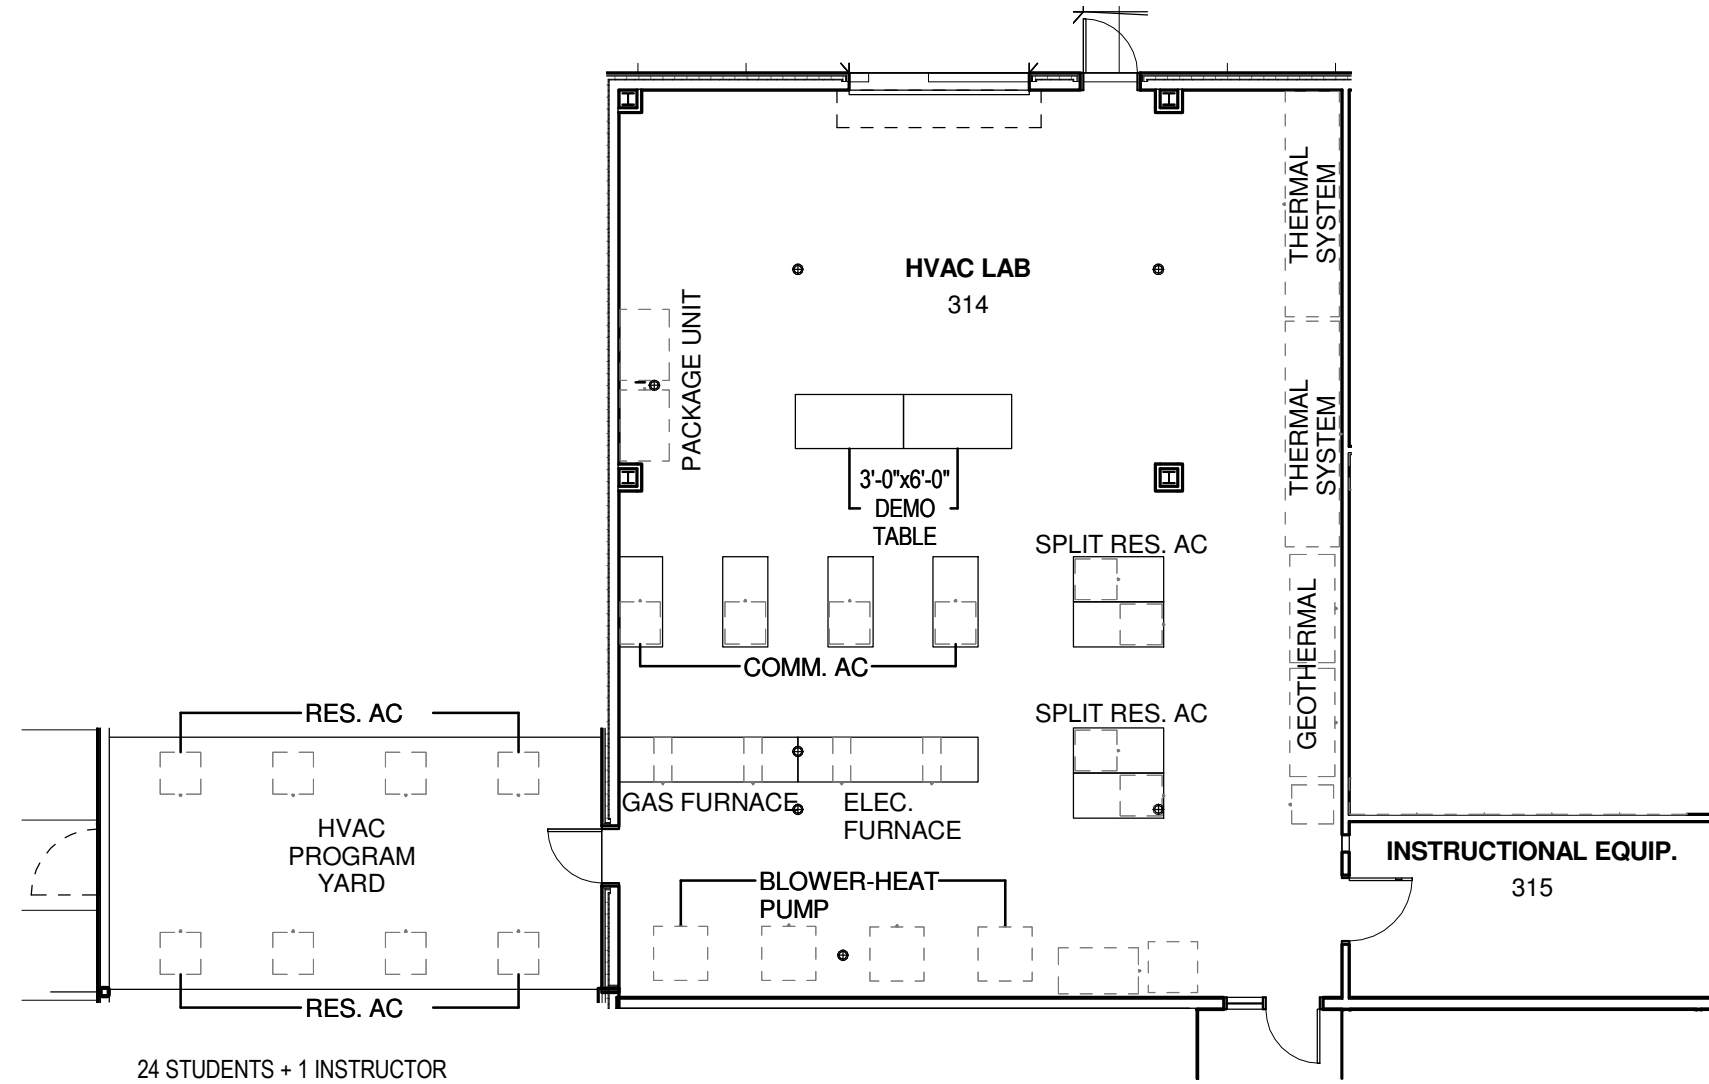 THERMAL
SYSTEM
HVAC LAB
314
PACKAGE UNIT
THERMAL
SYSTEM
3'-0"x6'-0"
DEMO
TABLE
SPLIT RES. AC
COMM. AC
GEOTHERMAL
RES. AC
SPLIT RES. AC
GAS FURNACE
ELEC.
FURNACE
HVAC
PROGRAM
YARD
INSTRUCTIONAL EQUIP.
315
BLOWER-HEAT
PUMP
RES. AC
24 STUDENTS + 1 INSTRUCTOR